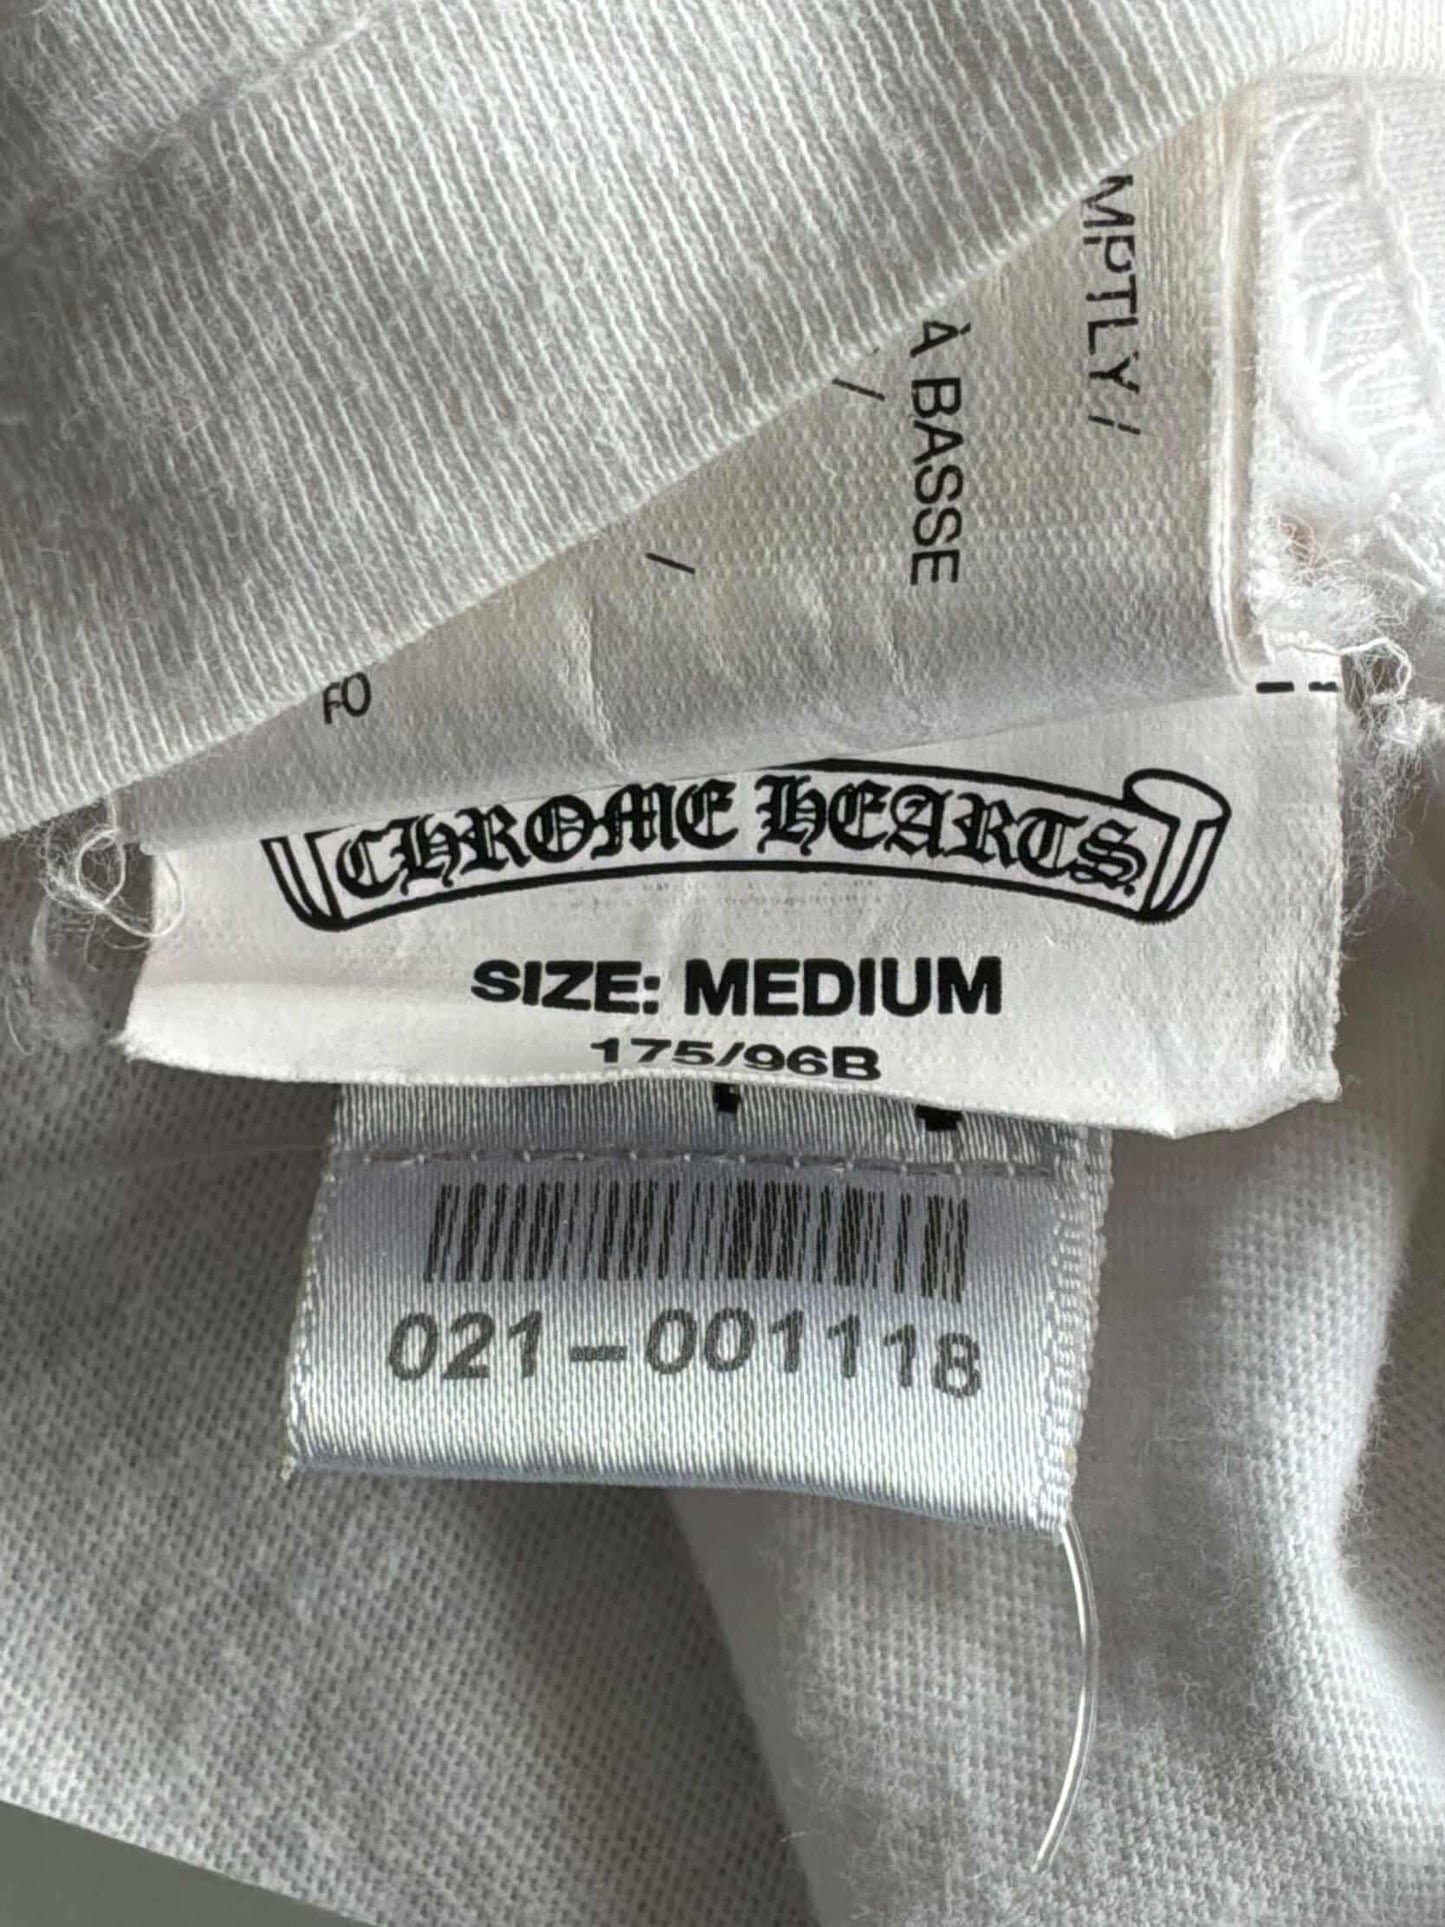 MPTLY /
À BASSE
/
/
FO
CHROME HEARTS
SIZE: MEDIUM
175/96B
021-001118